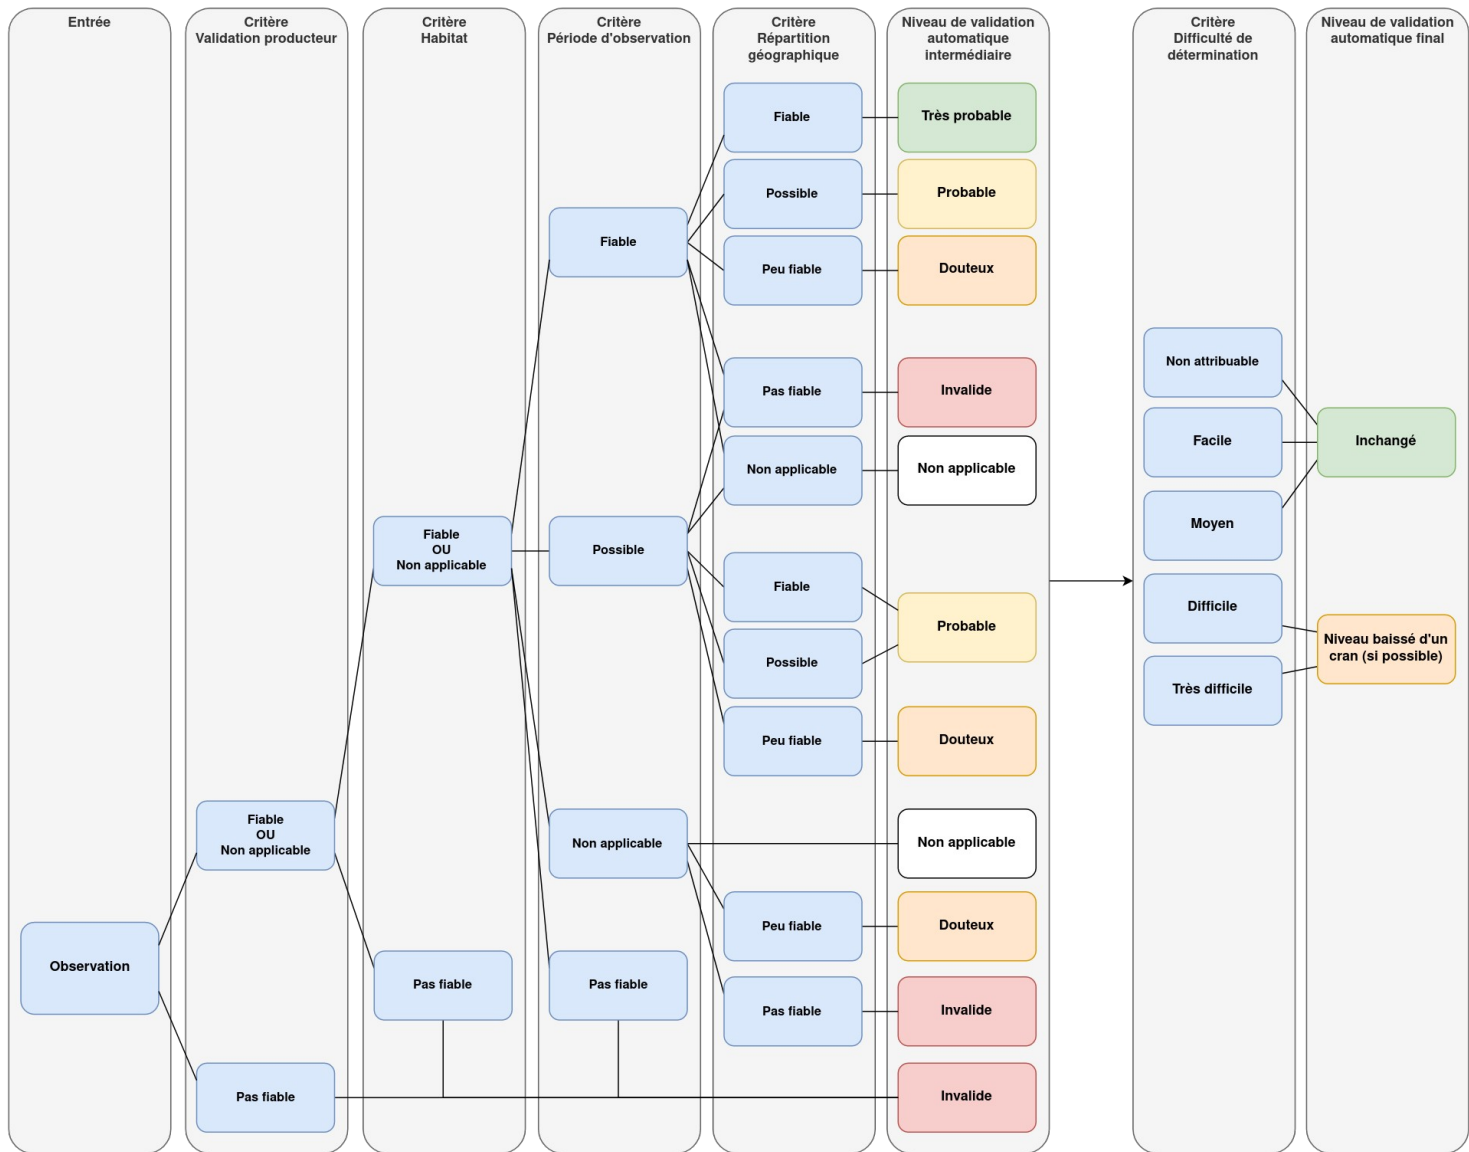 Entrée
Critère
Validation producteur
Critère
Habitat
Critère
Période d'observation
Critère
Répartition
géographique
Niveau de validation
automatique
intermédiaire
Critère
Difficulté de
détermination
Niveau de validation
automatique final
Observation
Fiable
OU
Non applicable
Pas fiable
Fiable
OU
Non applicable
Pas fiable
Fiable
Possible
Non applicable
Pas fiable
Fiable
Possible
Peu fiable
Pas fiable
Non applicable
Fiable
Possible
Peu fiable
Peu fiable
Pas fiable
Très probable
Probable
Douteux
Invalide
Non applicable
Probable
Douteux
Non applicable
Douteux
Invalide
Invalide
Non attribuable
Facile
Moyen
Difficile
Très difficile
Inchangé
Niveau baissé d'un
cran (si possible)